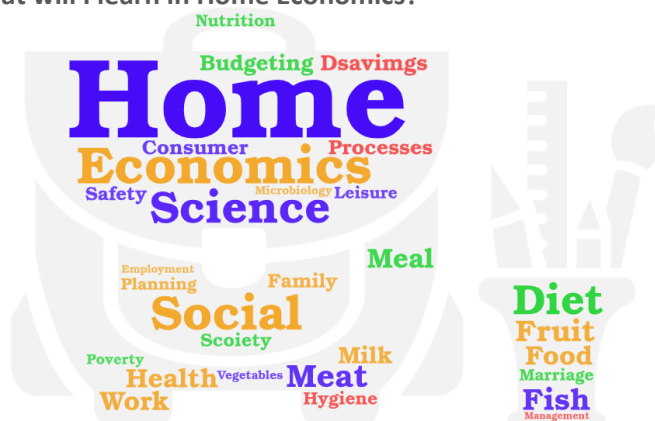 at will I learn in Home Economics?
Nutrition
Budgeting Dsavimgs
Home
Consumer Processes
Economics
Safety Microbiology Leisure
Science
Meal
Employment
Planning Family
Social
Scoiety
Poverty Milk
Health Vegetables Meat
Work Hygiene
Diet
Fruit
Food
Marriage
Fish
Management